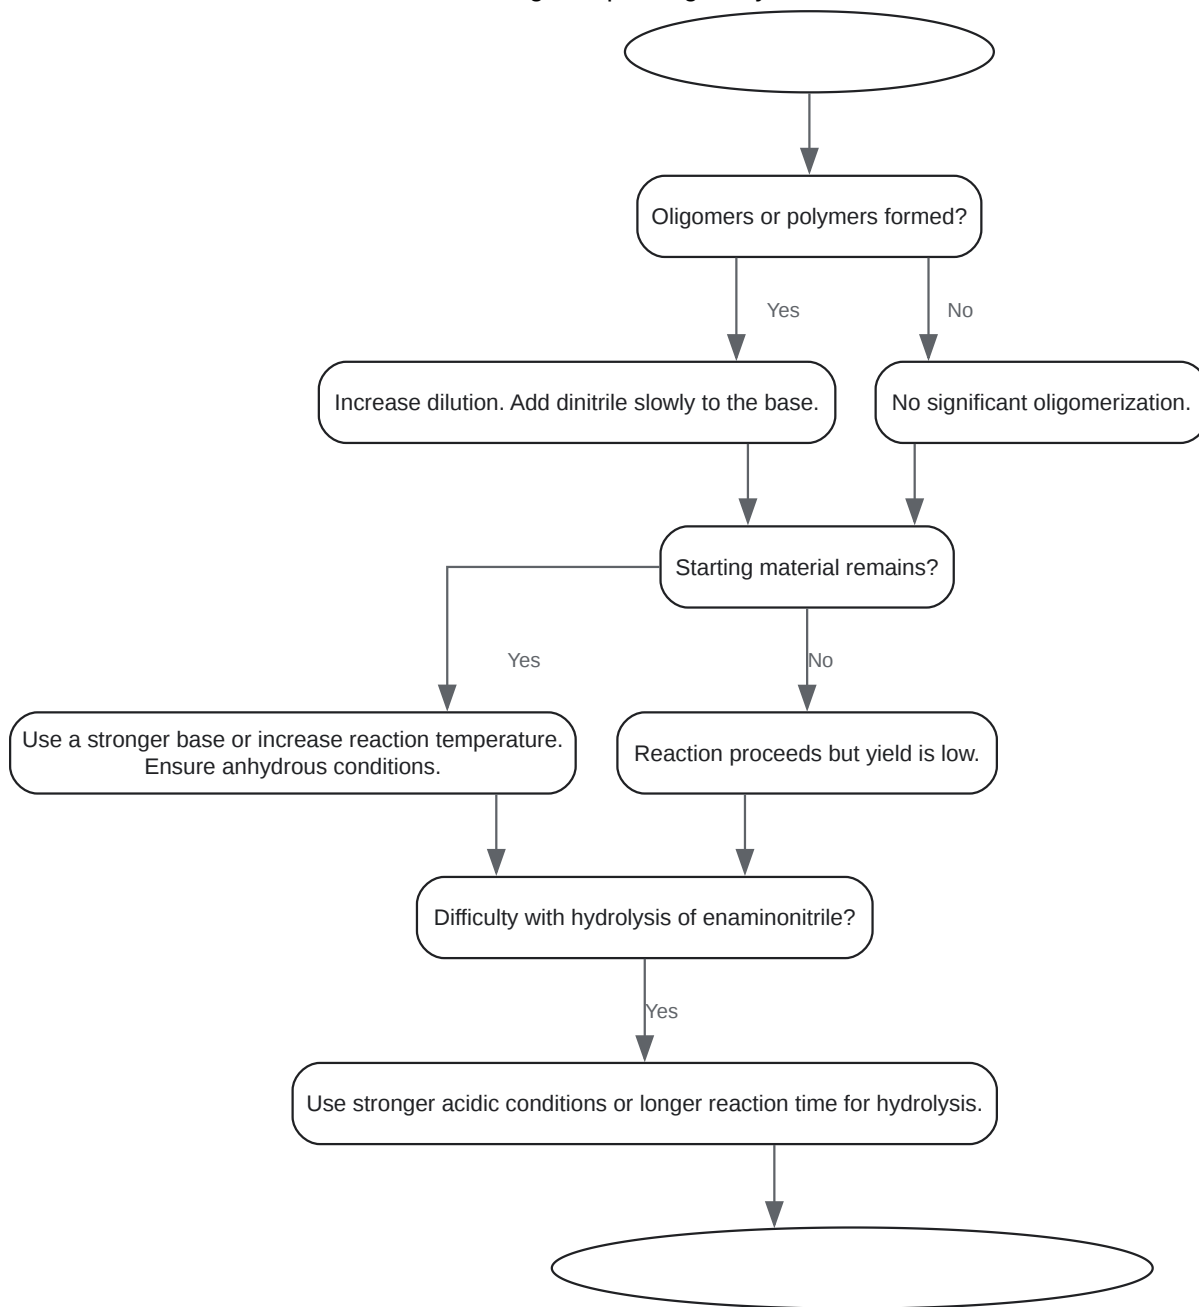 Oligomers or polymers formed?
Yes
No
Increase dilution. Add dinitrile slowly to the base.
No significant oligomerization.
Starting material remains?
Yes
No
Use a stronger base or increase reaction temperature.
Ensure anhydrous conditions.
Reaction proceeds but yield is low.
Difficulty with hydrolysis of enaminonitrile?
Yes
Use stronger acidic conditions or longer reaction time for hydrolysis.